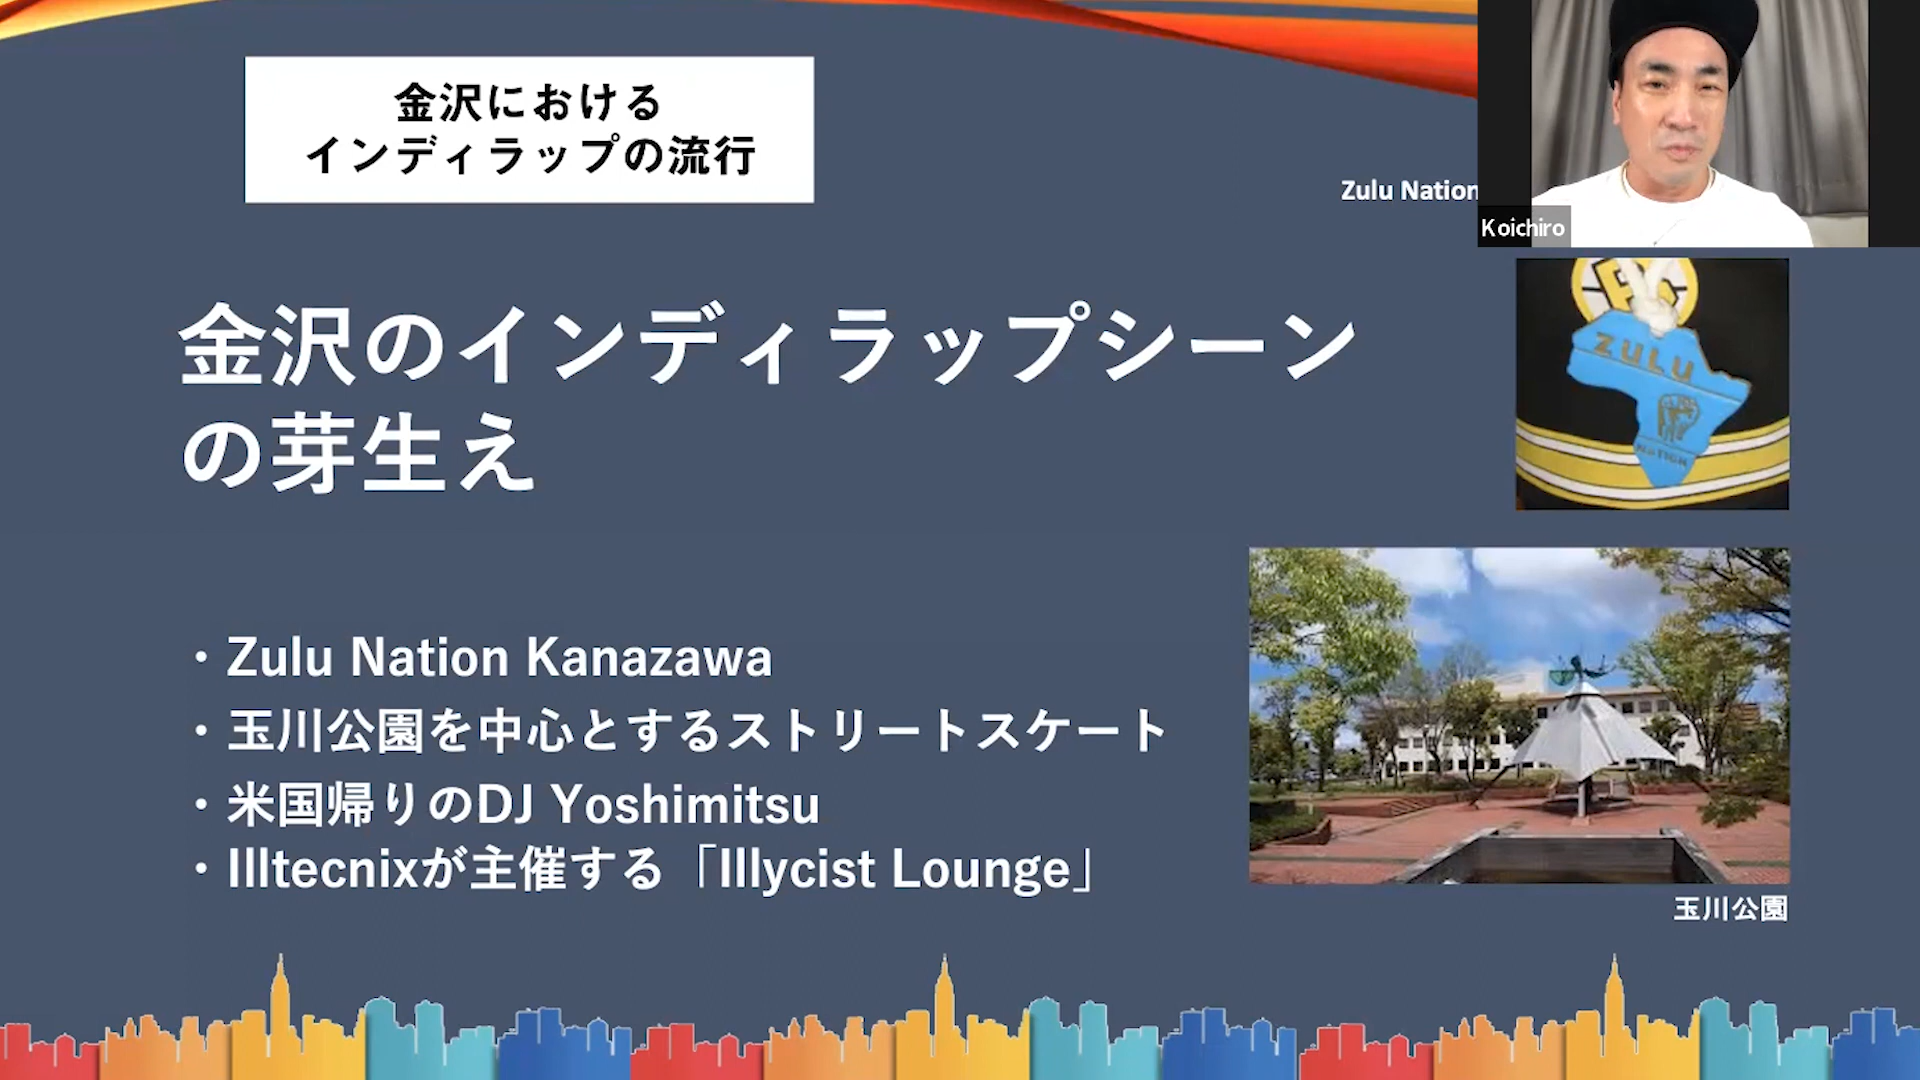 金沢における
インディラップの流行
Zulu Nation
Koichiro
金沢のインディラップシーン
の芽生え
ZULU
NATION
・Zulu Nation Kanazawa
・玉川公園を中心とするストリートスケート
・米国帰りのDJ Yoshimitsu
・Illtecnixが主催する「Illycist Lounge」
玉川公園